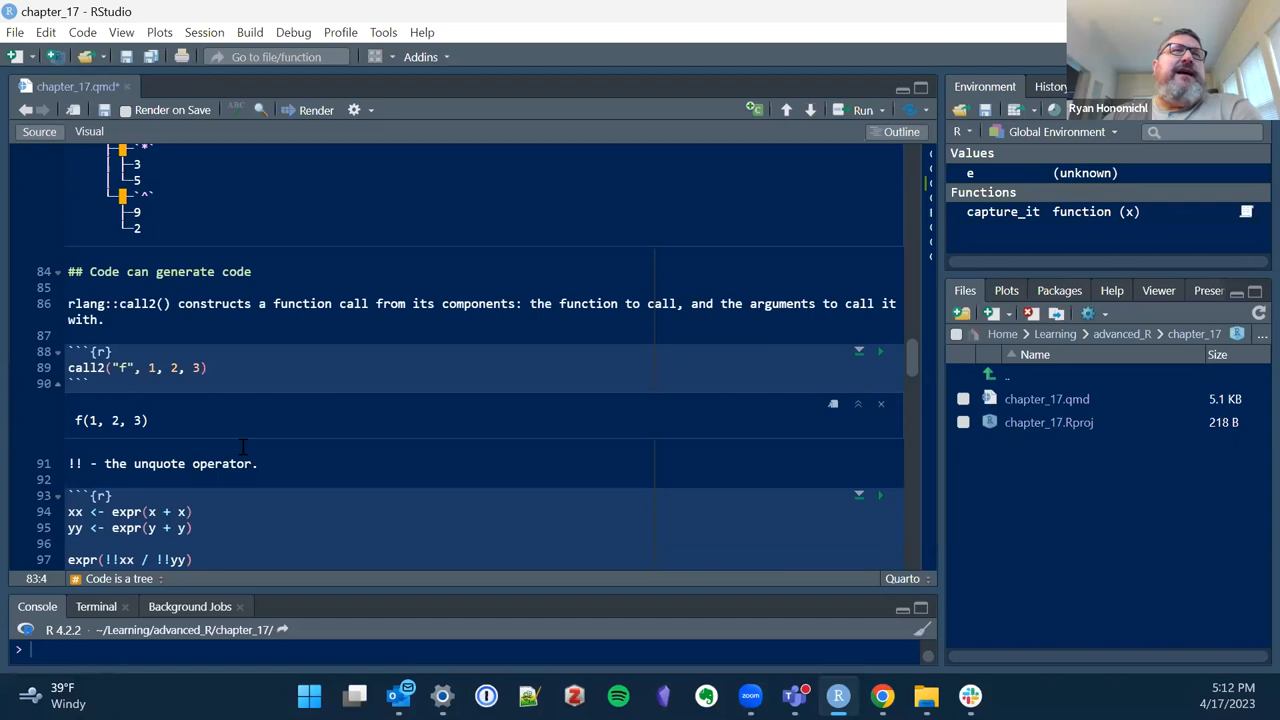 chapter_17 - RStudio
File Edit Code View Plots Session Build Debug Profile Tools Help
Go to file/function Addins
chapter_17.qmd*
Render on Save ABC Render Run
Source Visual Outline
`*`
3
5
`^`
9
2
84 ## Code can generate code
85
86 rlang::call2() constructs a function call from its components: the function to call, and the arguments to call it
with.
87
88 ```{r}
89 call2("f", 1, 2, 3)
90 ```
f(1, 2, 3)
91 !! - the unquote operator.
92
93 ```{r}
94 xx <- expr(x + x)
95 yy <- expr(y + y)
96
97 expr(!!xx / !!yy)
83:4 # Code is a tree Quarto
Console Terminal Background Jobs
R 4.2.2 · ~/Learning/advanced_R/chapter_17/
>
Environment History
R Global Environment
Values
e (unknown)
Functions
capture_it function (x)
Files Plots Packages Help Viewer Preser
Home Learning advanced_R chapter_17 ...
Name Size
..
chapter_17.qmd 5.1 KB
chapter_17.Rproj 218 B
Ryan Honomichl
39°F
Windy
zoom
5:12 PM
4/17/2023